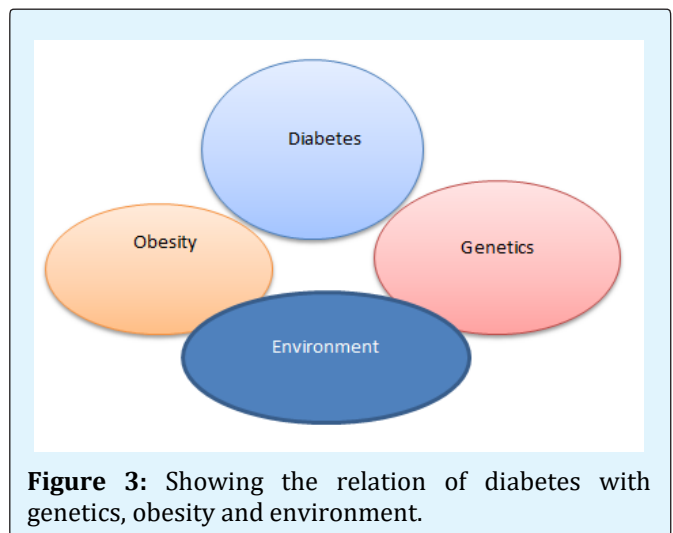 Diabetes
Obesity
Genetics
Environment
Figure 3: Showing the relation of diabetes with
genetics, obesity and environment.